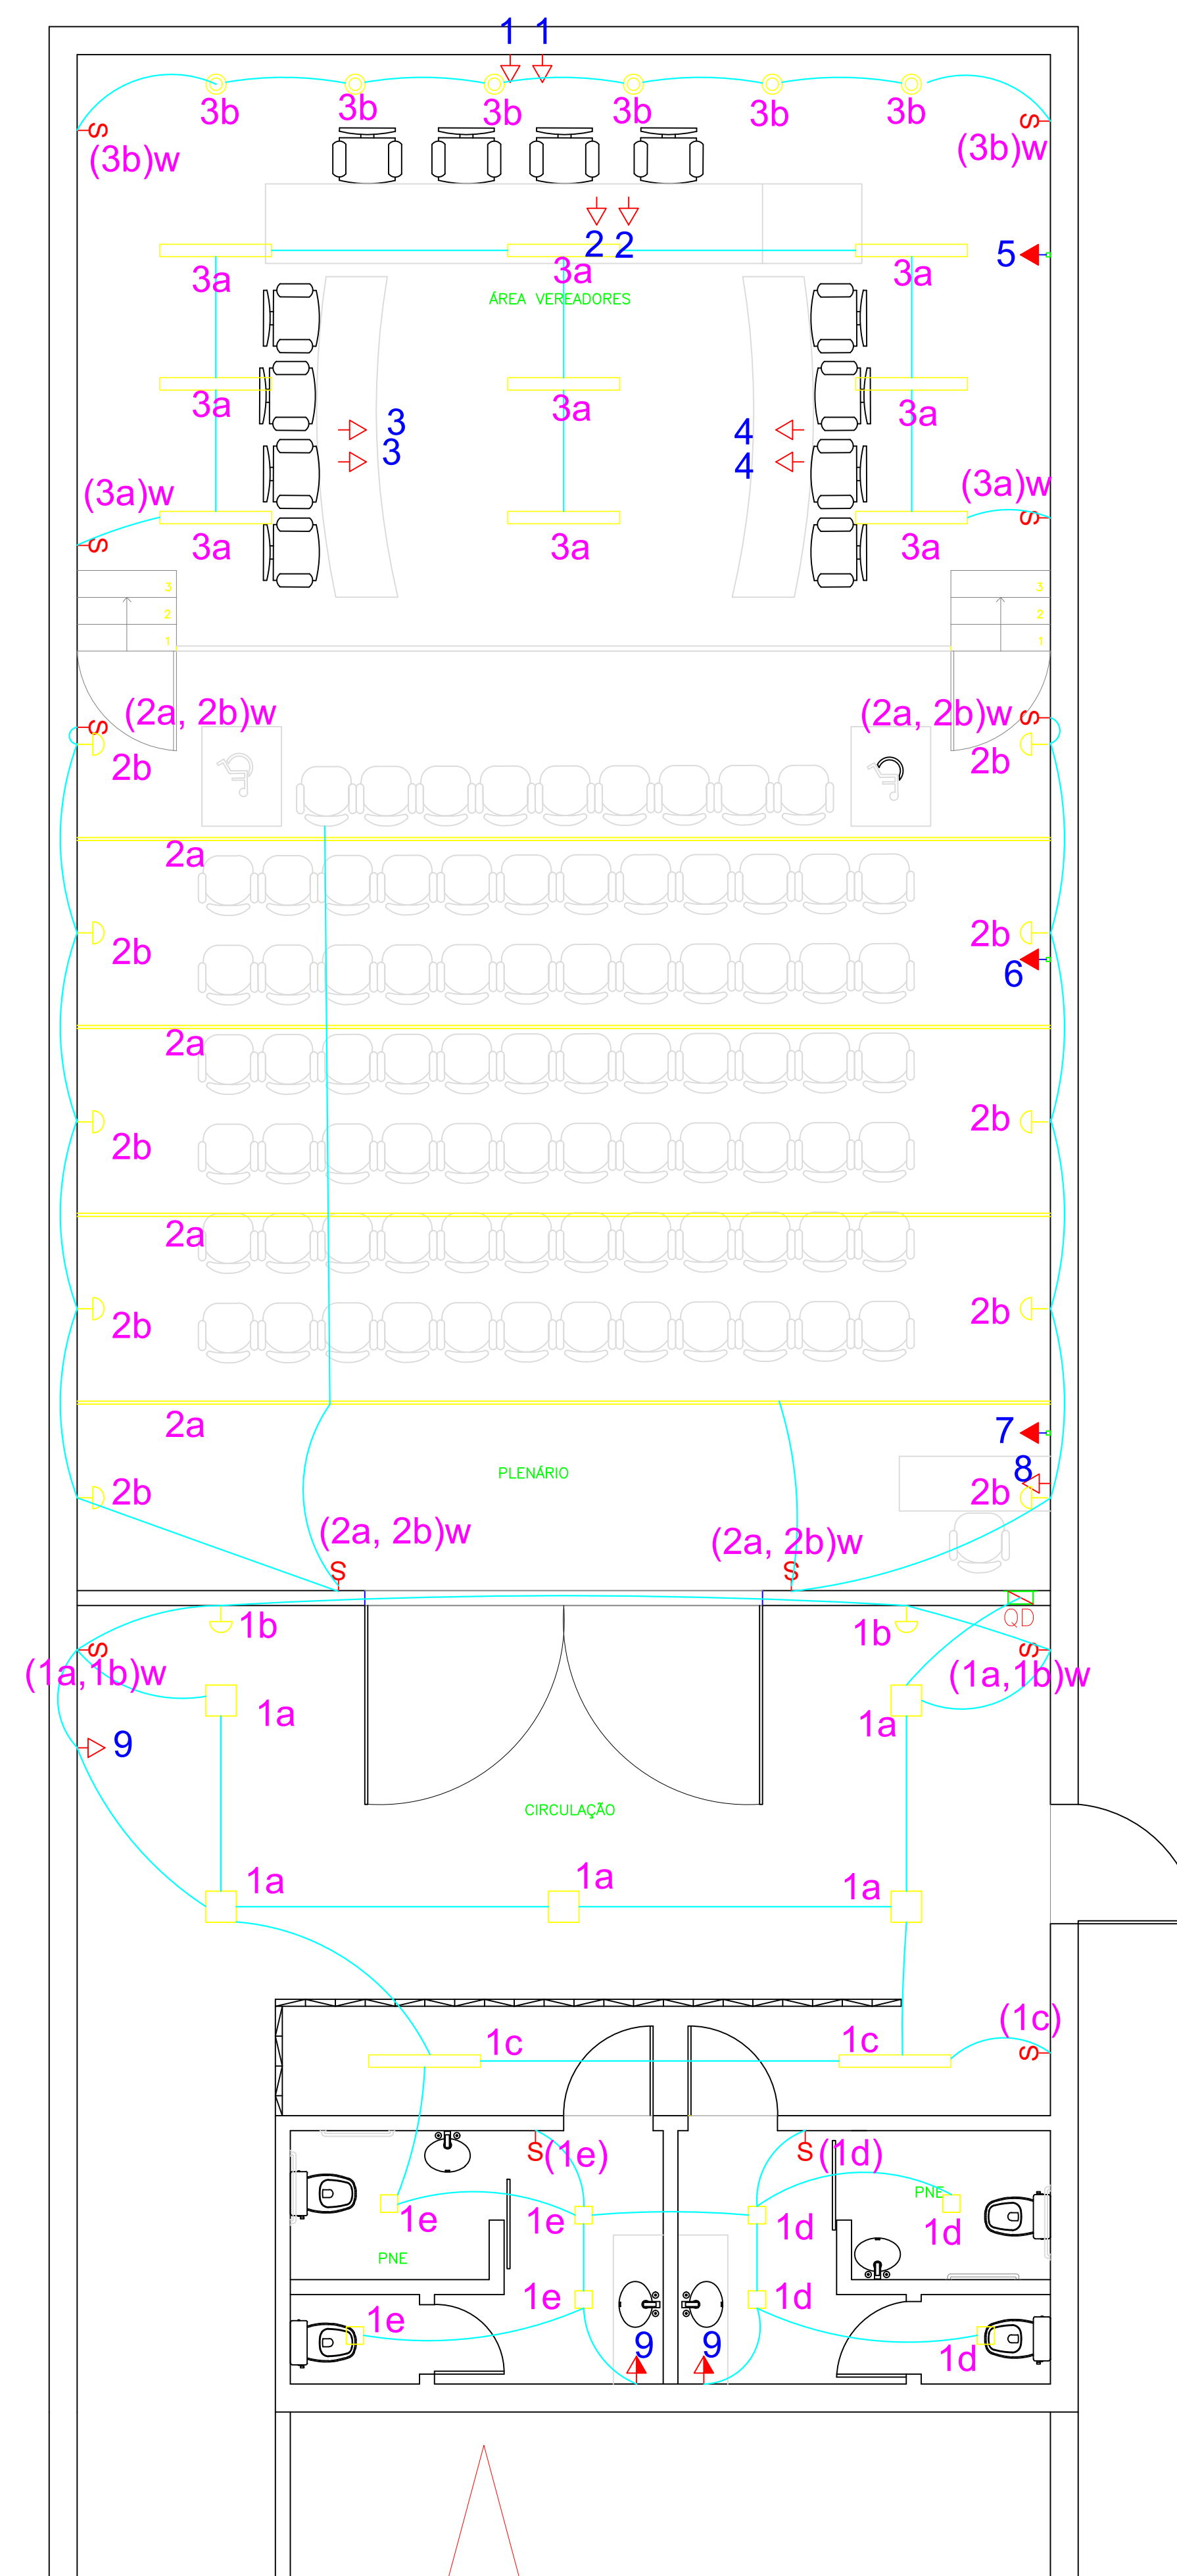 1 1
3b 3b 3b 3b 3b 3b
S S
(3b)w (3b)w
2 2
5
3a 3a 3a
ÁREA VEREADORES
3a 3a 3a
3 4
3 4
(3a)w (3a)w
S S
3a 3a 3a
3 3
2 2
1 1
(2a, 2b)w (2a, 2b)w
S S
2b 2b
2a
2b 2b
6
2a
2b 2b
2a
2b 2b
2a
7
PLENÁRIO
8
2b 2b
(2a, 2b)w (2a, 2b)w
S S
QD
1b 1b
S S
(1a,1b)w (1a,1b)w
1a 1a
9
CIRCULAÇÃO
1a 1a 1a
(1c)
1c 1c
S
S (1e) S (1d)
PNE
1e 1e 1d 1d
PNE
1e 1d
1e
9 9
1d